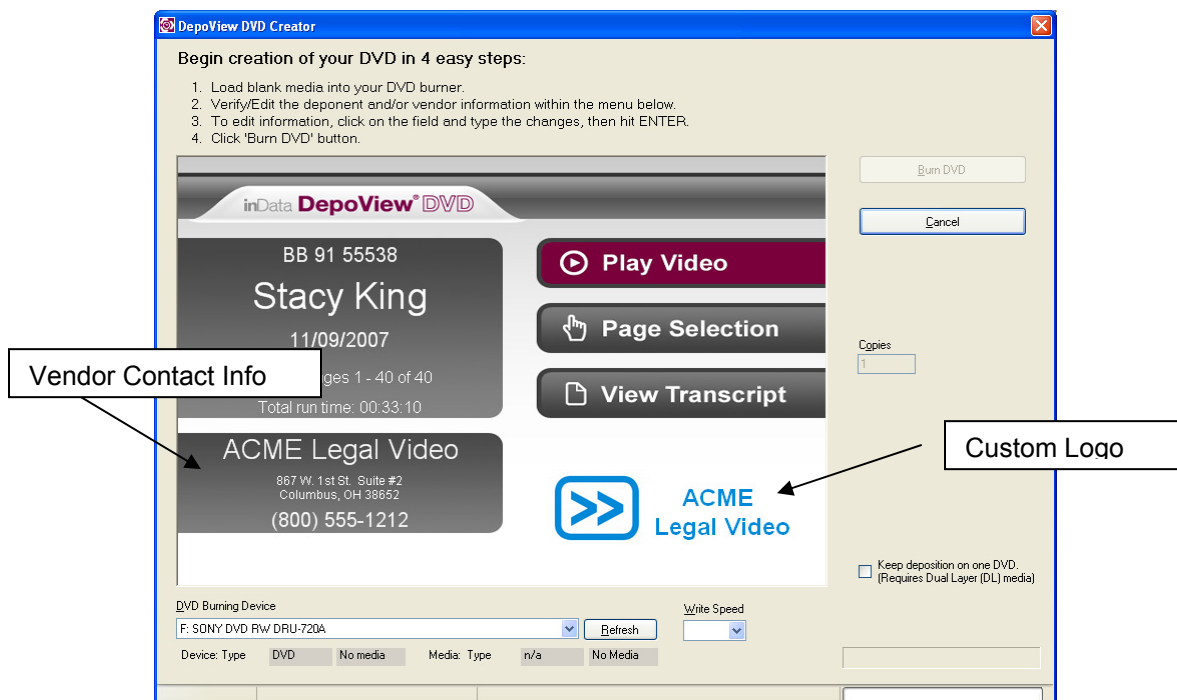 DepoView DVD Creator
Begin creation of your DVD in 4 easy steps:
1. Load blank media into your DVD burner.
2. Verify/Edit the deponent and/or vendor information within the menu below.
3. To edit information, click on the field and type the changes, then hit ENTER.
4. Click 'Burn DVD' button.
inData DepoView® DVD
Burn DVD
Cancel
BB 91 55538
Stacy King
11/09/2007
ges 1 - 40 of 40
Total run time: 00:33:10
Play Video
Page Selection
View Transcript
Copies
1
Vendor Contact Info
Custom Logo
ACME Legal Video
867 W. 1st St. Suite #2
Columbus, OH 38652
(800) 555-1212
>> ACME
Legal Video
Keep deposition on one DVD.
(Requires Dual Layer (DL) media)
DVD Burning Device
Write Speed
F: SONY DVD RW DRU-720A
Refresh
Device: Type DVD No media Media: Type n/a No Media